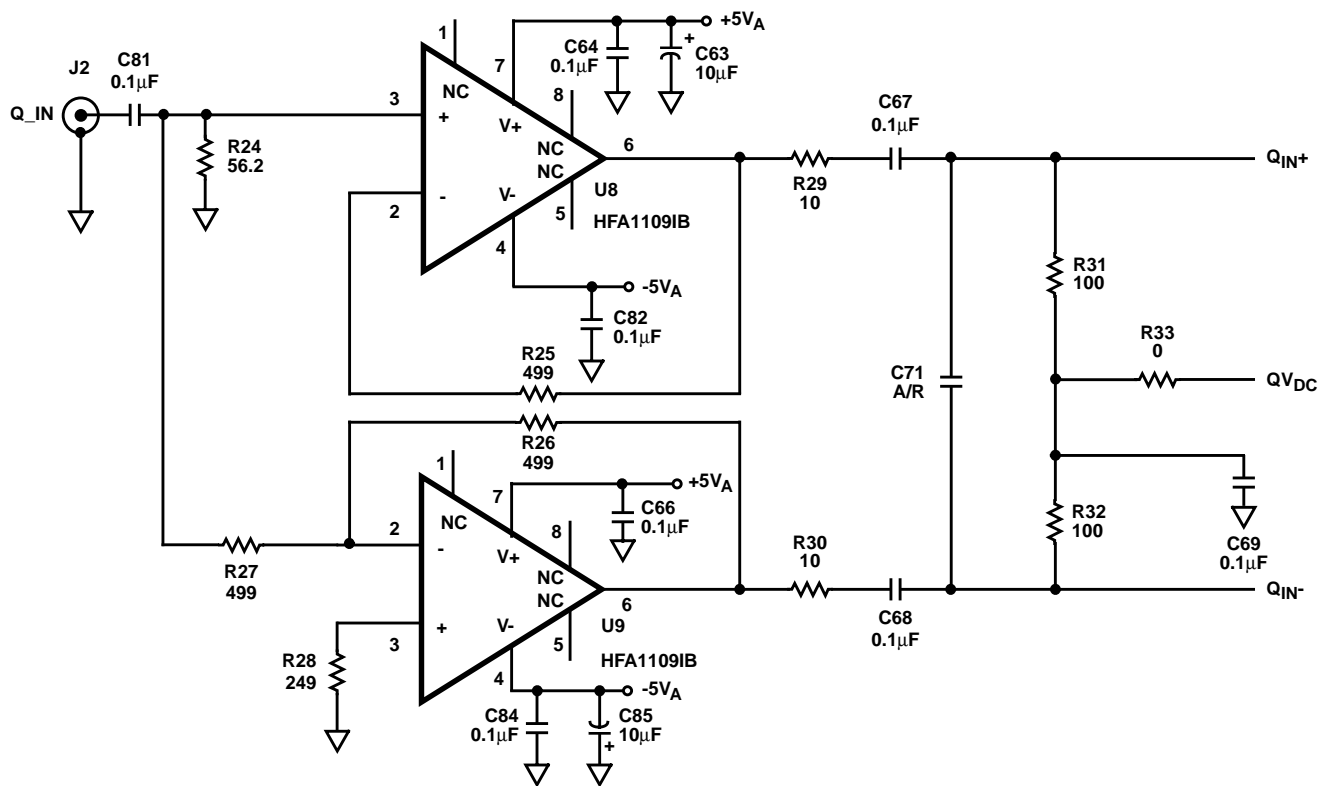 J2
Q_IN
C81
0.1µF
R24
56.2
1
NC
3
+
2
-
7
V+
8
NC
NC
5
V-
4
6
U8
HFA1109IB
+5VA
C64
0.1µF
+
C63
10µF
-5VA
C82
0.1µF
R25
499
R26
499
R29
10
C67
0.1µF
QIN+
R31
100
R33
0
QVDC
C71
A/R
R32
100
C69
0.1µF
QIN-
R27
499
R28
249
1
NC
2
-
3
+
7
V+
8
NC
NC
5
V-
4
6
U9
HFA1109IB
+5VA
C66
0.1µF
-5VA
C84
0.1µF
C85
10µF
+
R30
10
C68
0.1µF